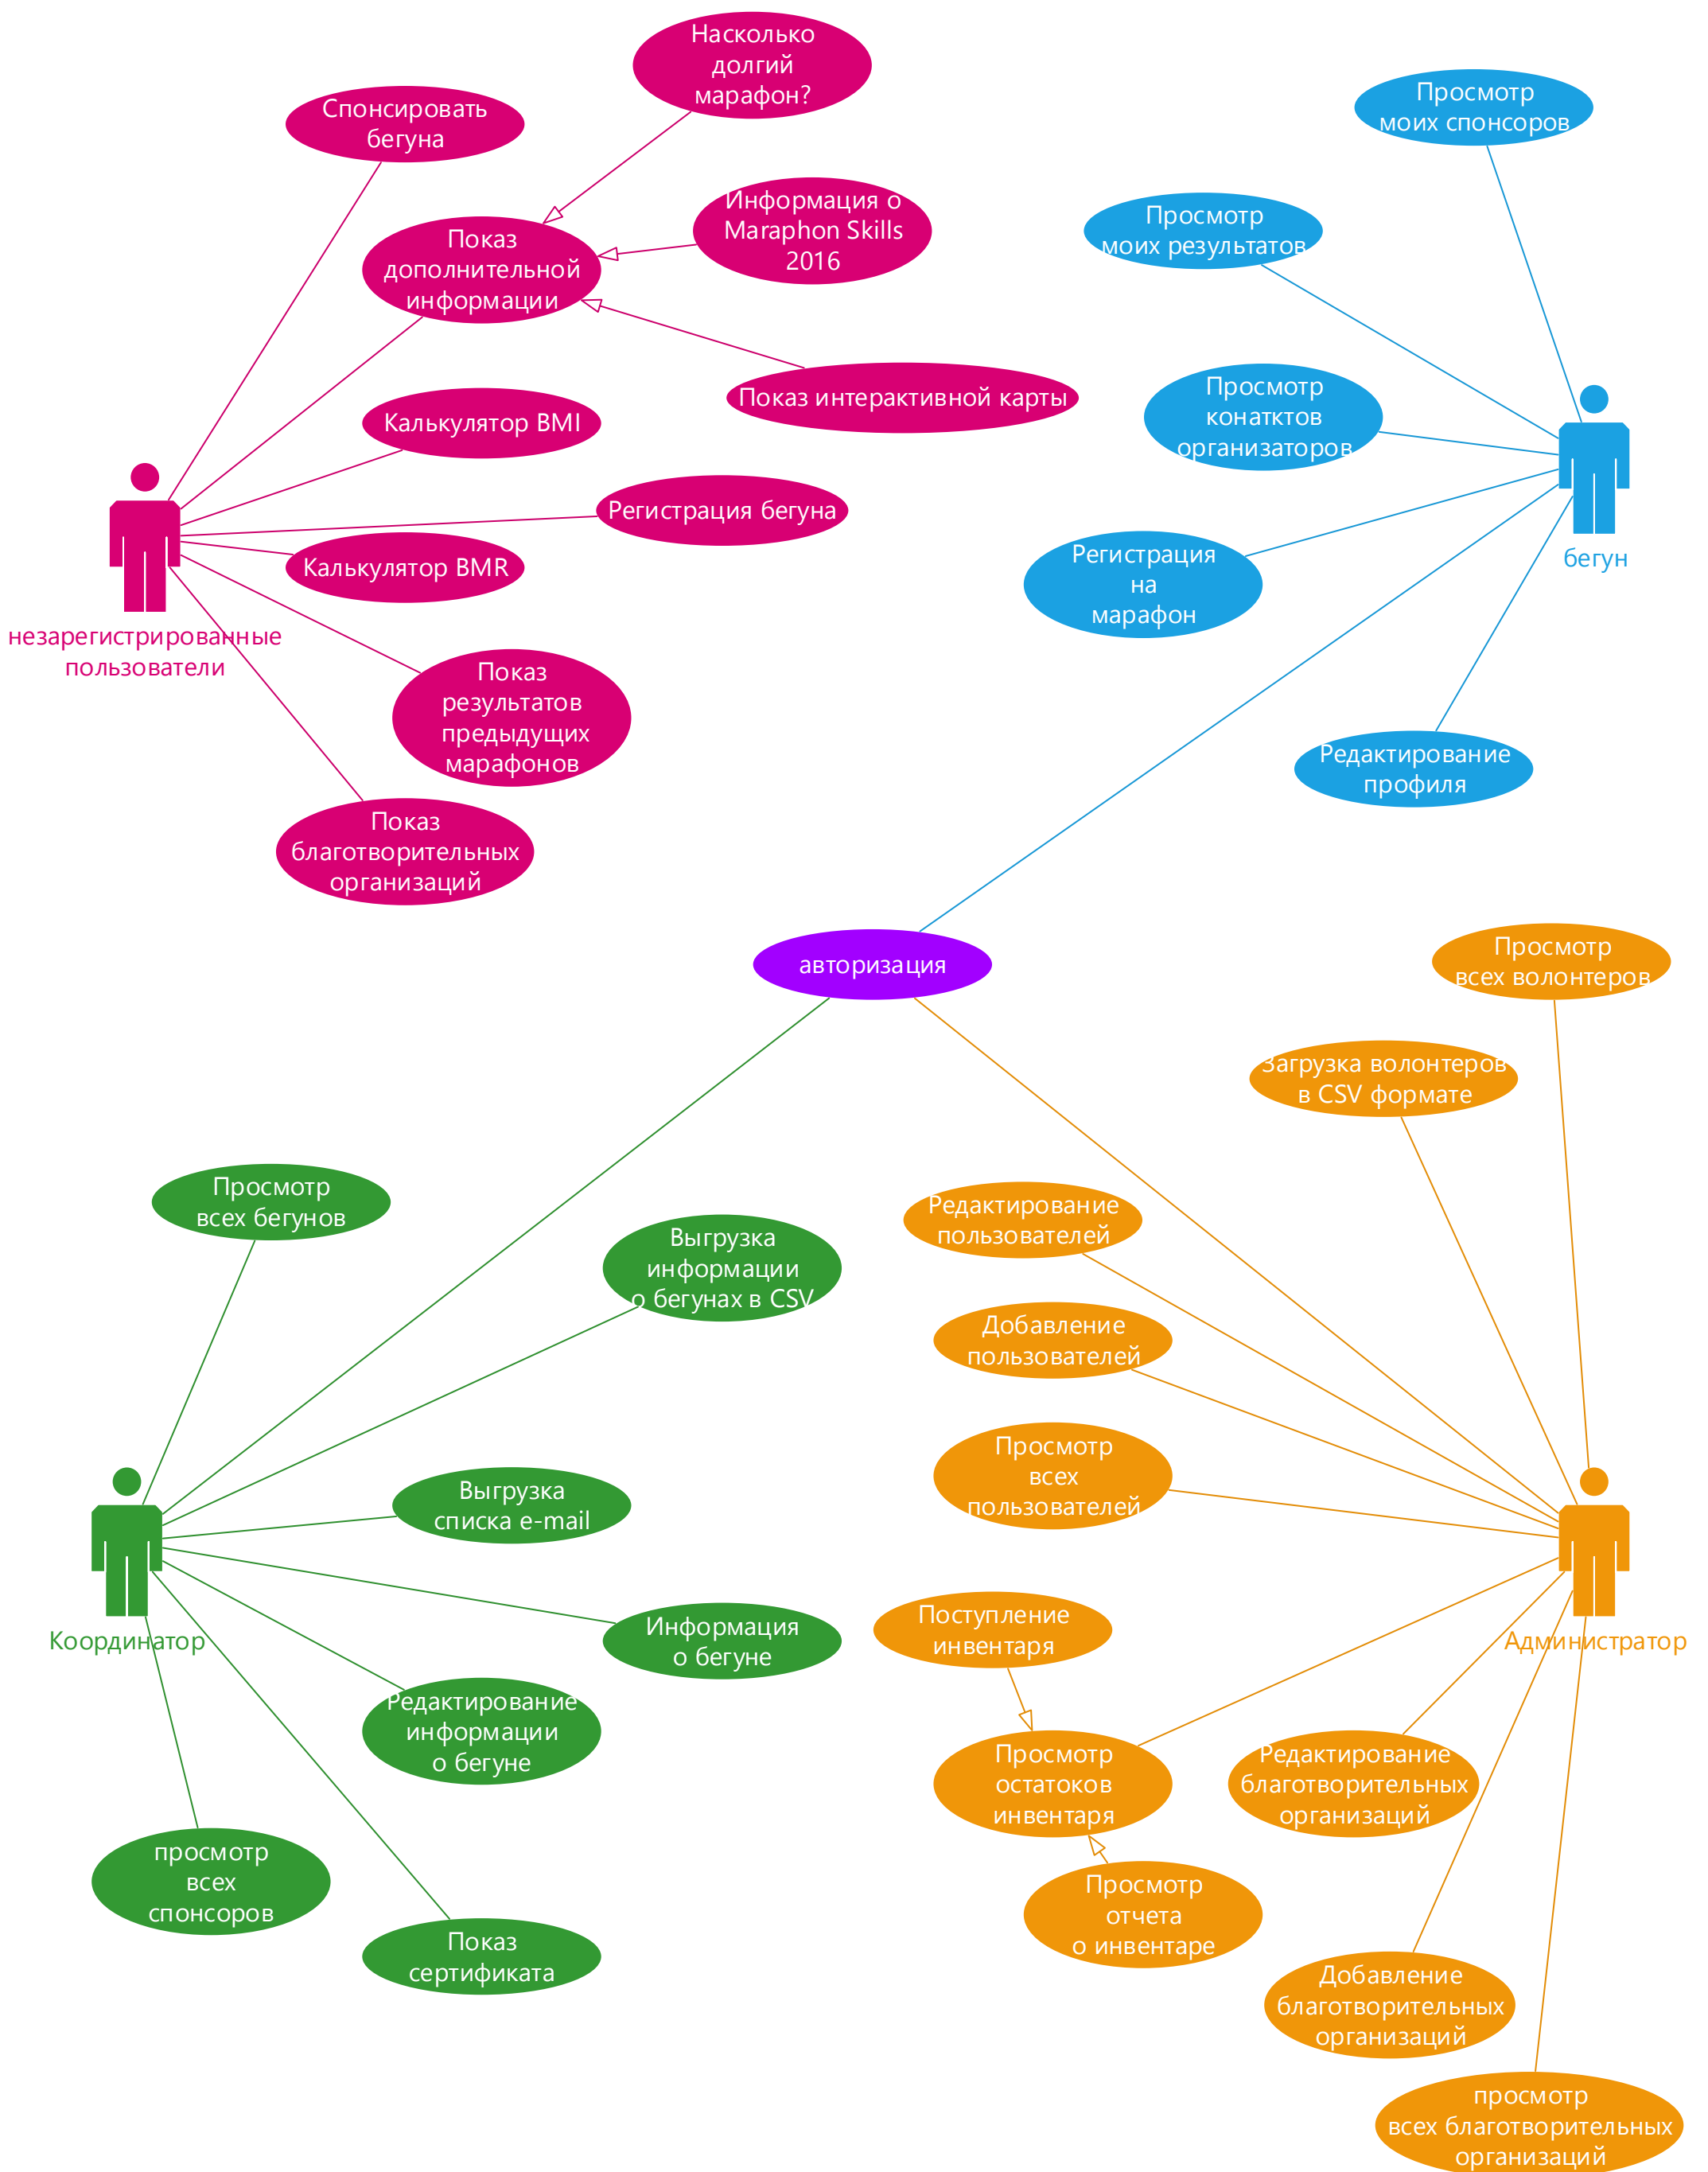 Насколько
долгий
марафон?
Спонсировать
бегуна
Информация о
Maraphon Skills
2016
Показ
дополнительной
информации
Показ интерактивной карты
Калькулятор BMI
Регистрация бегуна
Калькулятор BMR
незарегистрированные
пользователи
Показ
результатов
предыдущих
марафонов
Показ
благотворительных
организаций
Просмотр
моих спонсоров
Просмотр
моих результатов
Просмотр
конатктов
организаторов
Регистрация
на
марафон
бегун
Редактирование
профиля
авторизация
Просмотр
всех бегунов
Выгрузка
информации
о бегунах в CSV
Выгрузка
списка e-mail
Информация
о бегуне
Координатор
Редактирование
информации
о бегуне
просмотр
всех
спонсоров
Показ
сертификата
Просмотр
всех волонтеров
Загрузка волонтеров
в CSV формате
Редактирование
пользователей
Добавление
пользователей
Просмотр
всех
пользователей
Поступление
инвентаря
Администратор
Просмотр
остатоков
инвентаря
Редактирование
благотворительных
организаций
Просмотр
отчета
о инвентаре
Добавление
благотворительных
организаций
просмотр
всех благотворительных
организаций